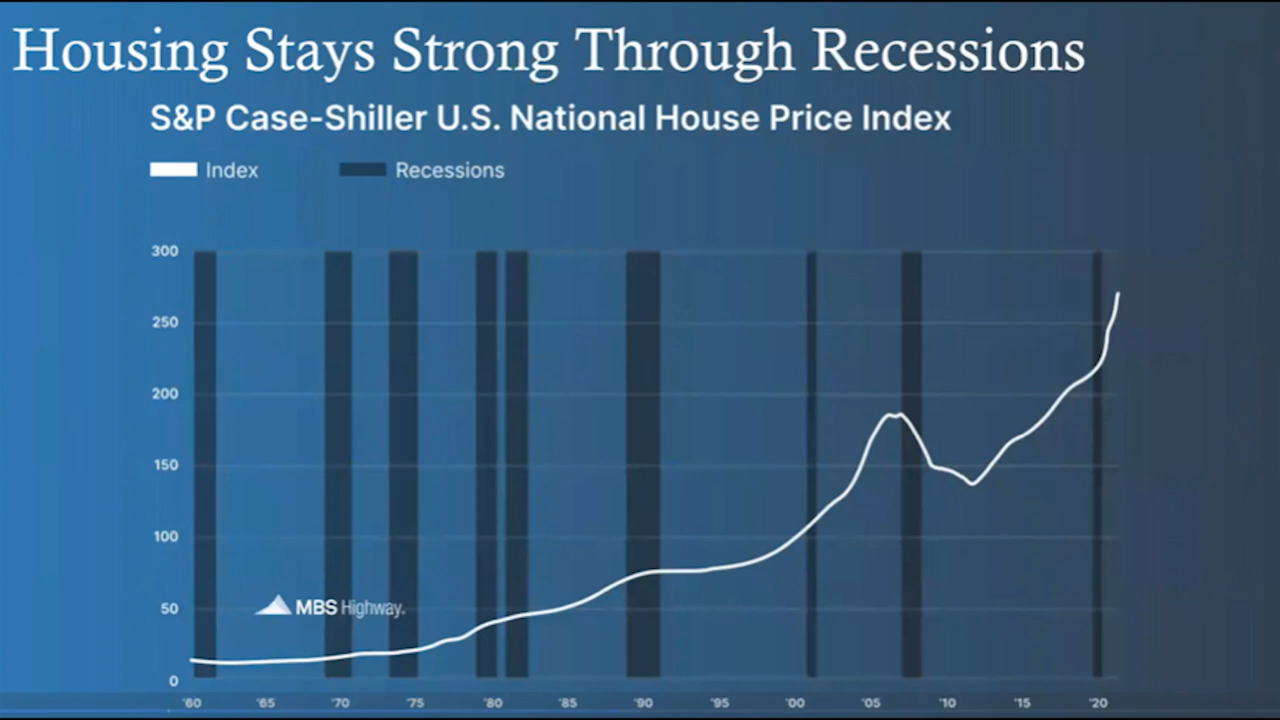 Housing Stays Strong Through Recessions
S&P Case-Shiller U.S. National House Price Index
Index Recessions
300
250
200
150
100
50
0
MBS Highway.
'60 '65 '70 '75 '80 '85 '90 '95 '00 '05 '10 '15 '20